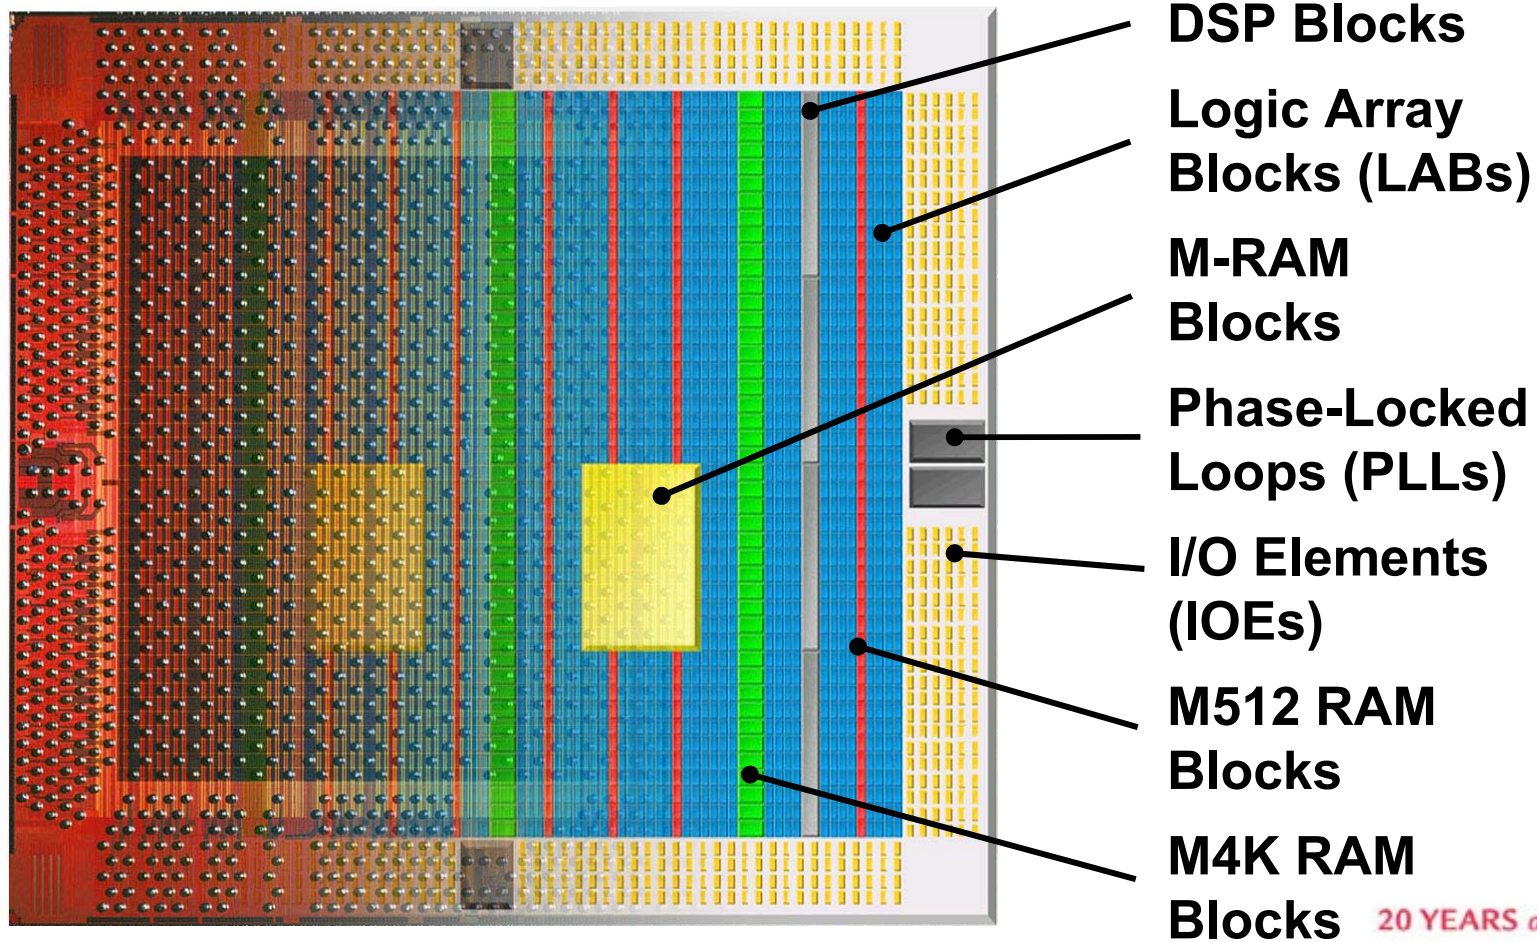 DSP Blocks
Logic Array
Blocks (LABs)
M-RAM
Blocks
Phase-Locked
Loops (PLLs)
I/O Elements
(IOEs)
M512 RAM
Blocks
M4K RAM
Blocks
20 YEARS